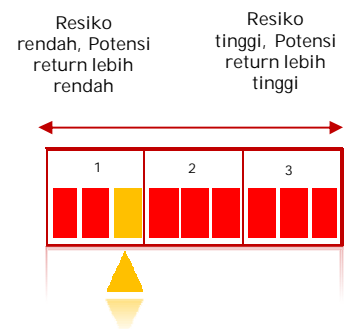 Resiko
rendah, Potensi
return lebih
rendah
Resiko
tinggi, Potensi
return lebih
tinggi
1
2
3